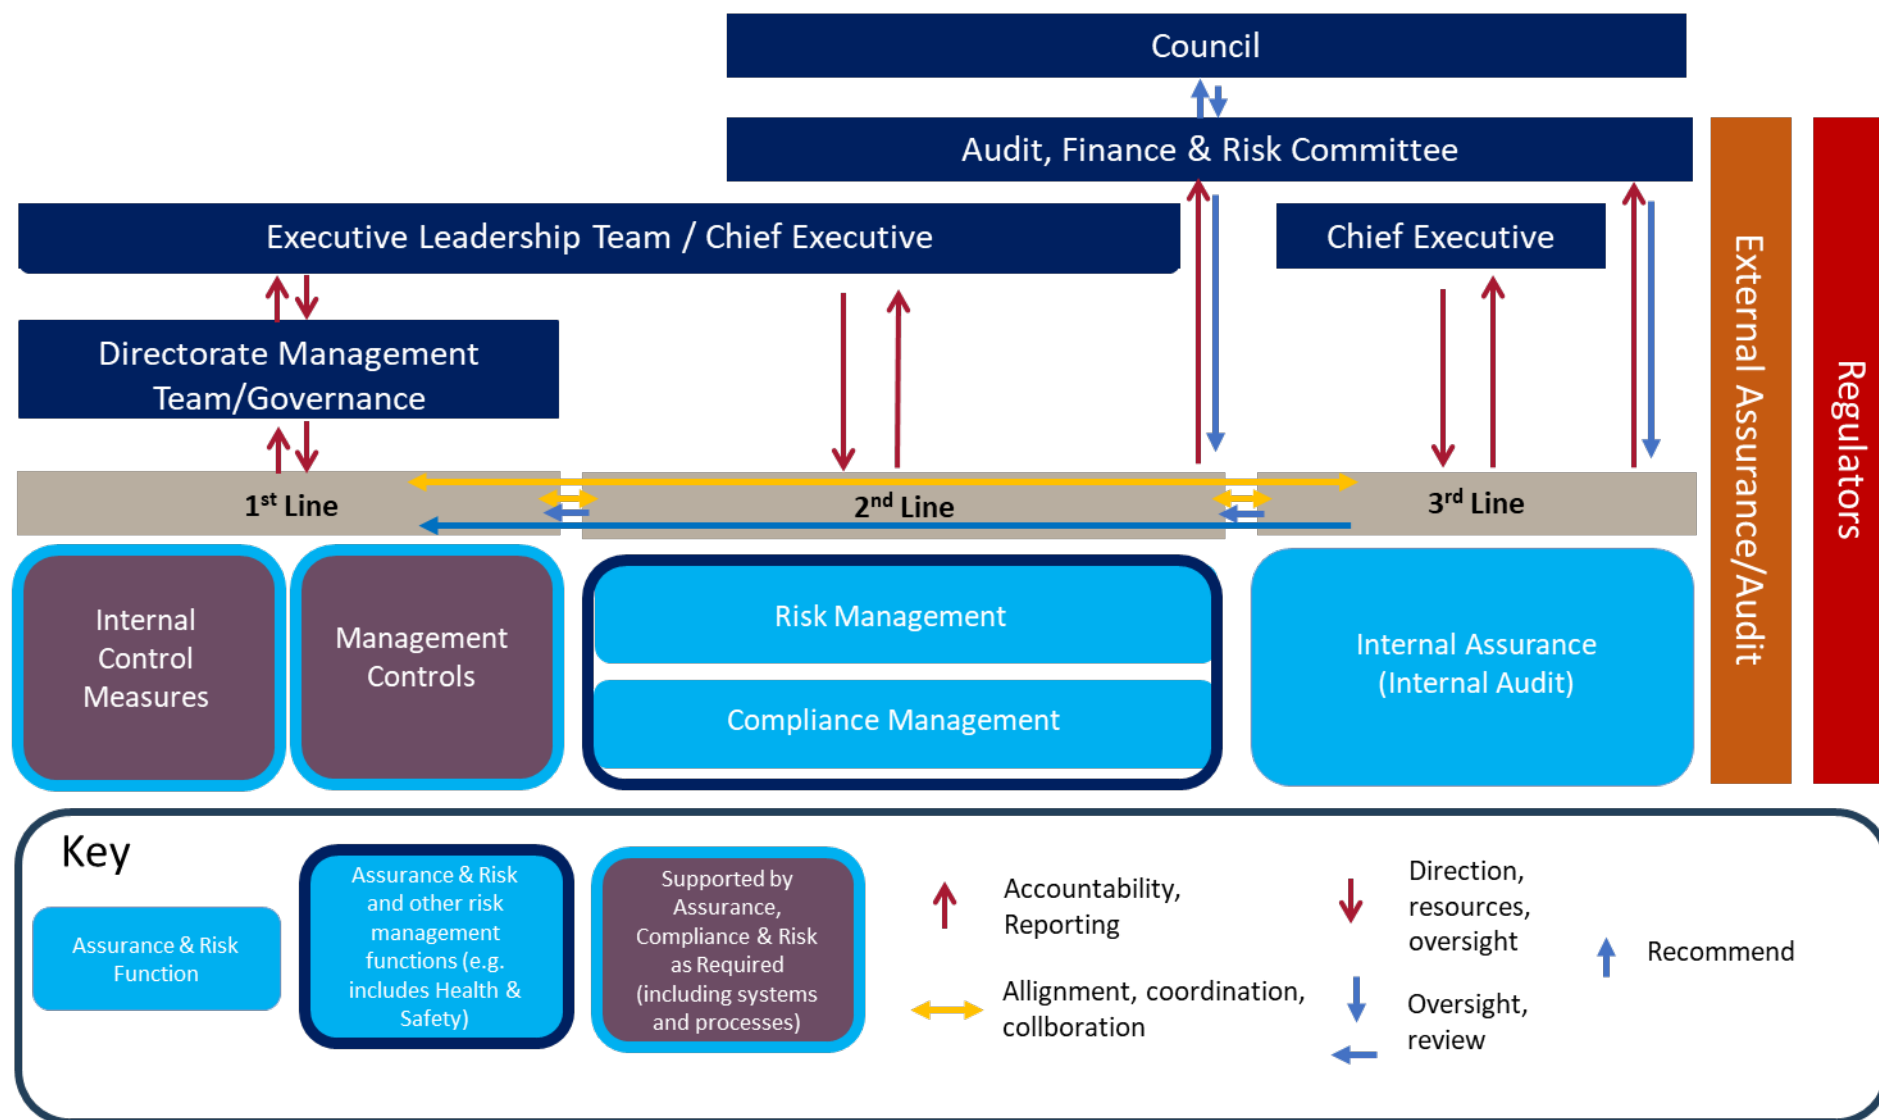 Council
Audit, Finance & Risk Committee
Executive Leadership Team / Chief Executive
Chief Executive
Directorate Management
Team/Governance
1st Line
2nd Line
3rd Line
Internal
Control
Measures
Management
Controls
Risk Management
Compliance Management
Internal Assurance
(Internal Audit)
External Assurance/Audit
Regulators
Key
Assurance & Risk
Function
Assurance & Risk
and other risk
management
functions (e.g.
includes Health &
Safety)
Supported by
Assurance,
Compliance & Risk
as Required
(including systems
and processes)
Accountability,
Reporting
Allignment, coordination,
collboration
Direction,
resources,
oversight
Oversight,
review
Recommend